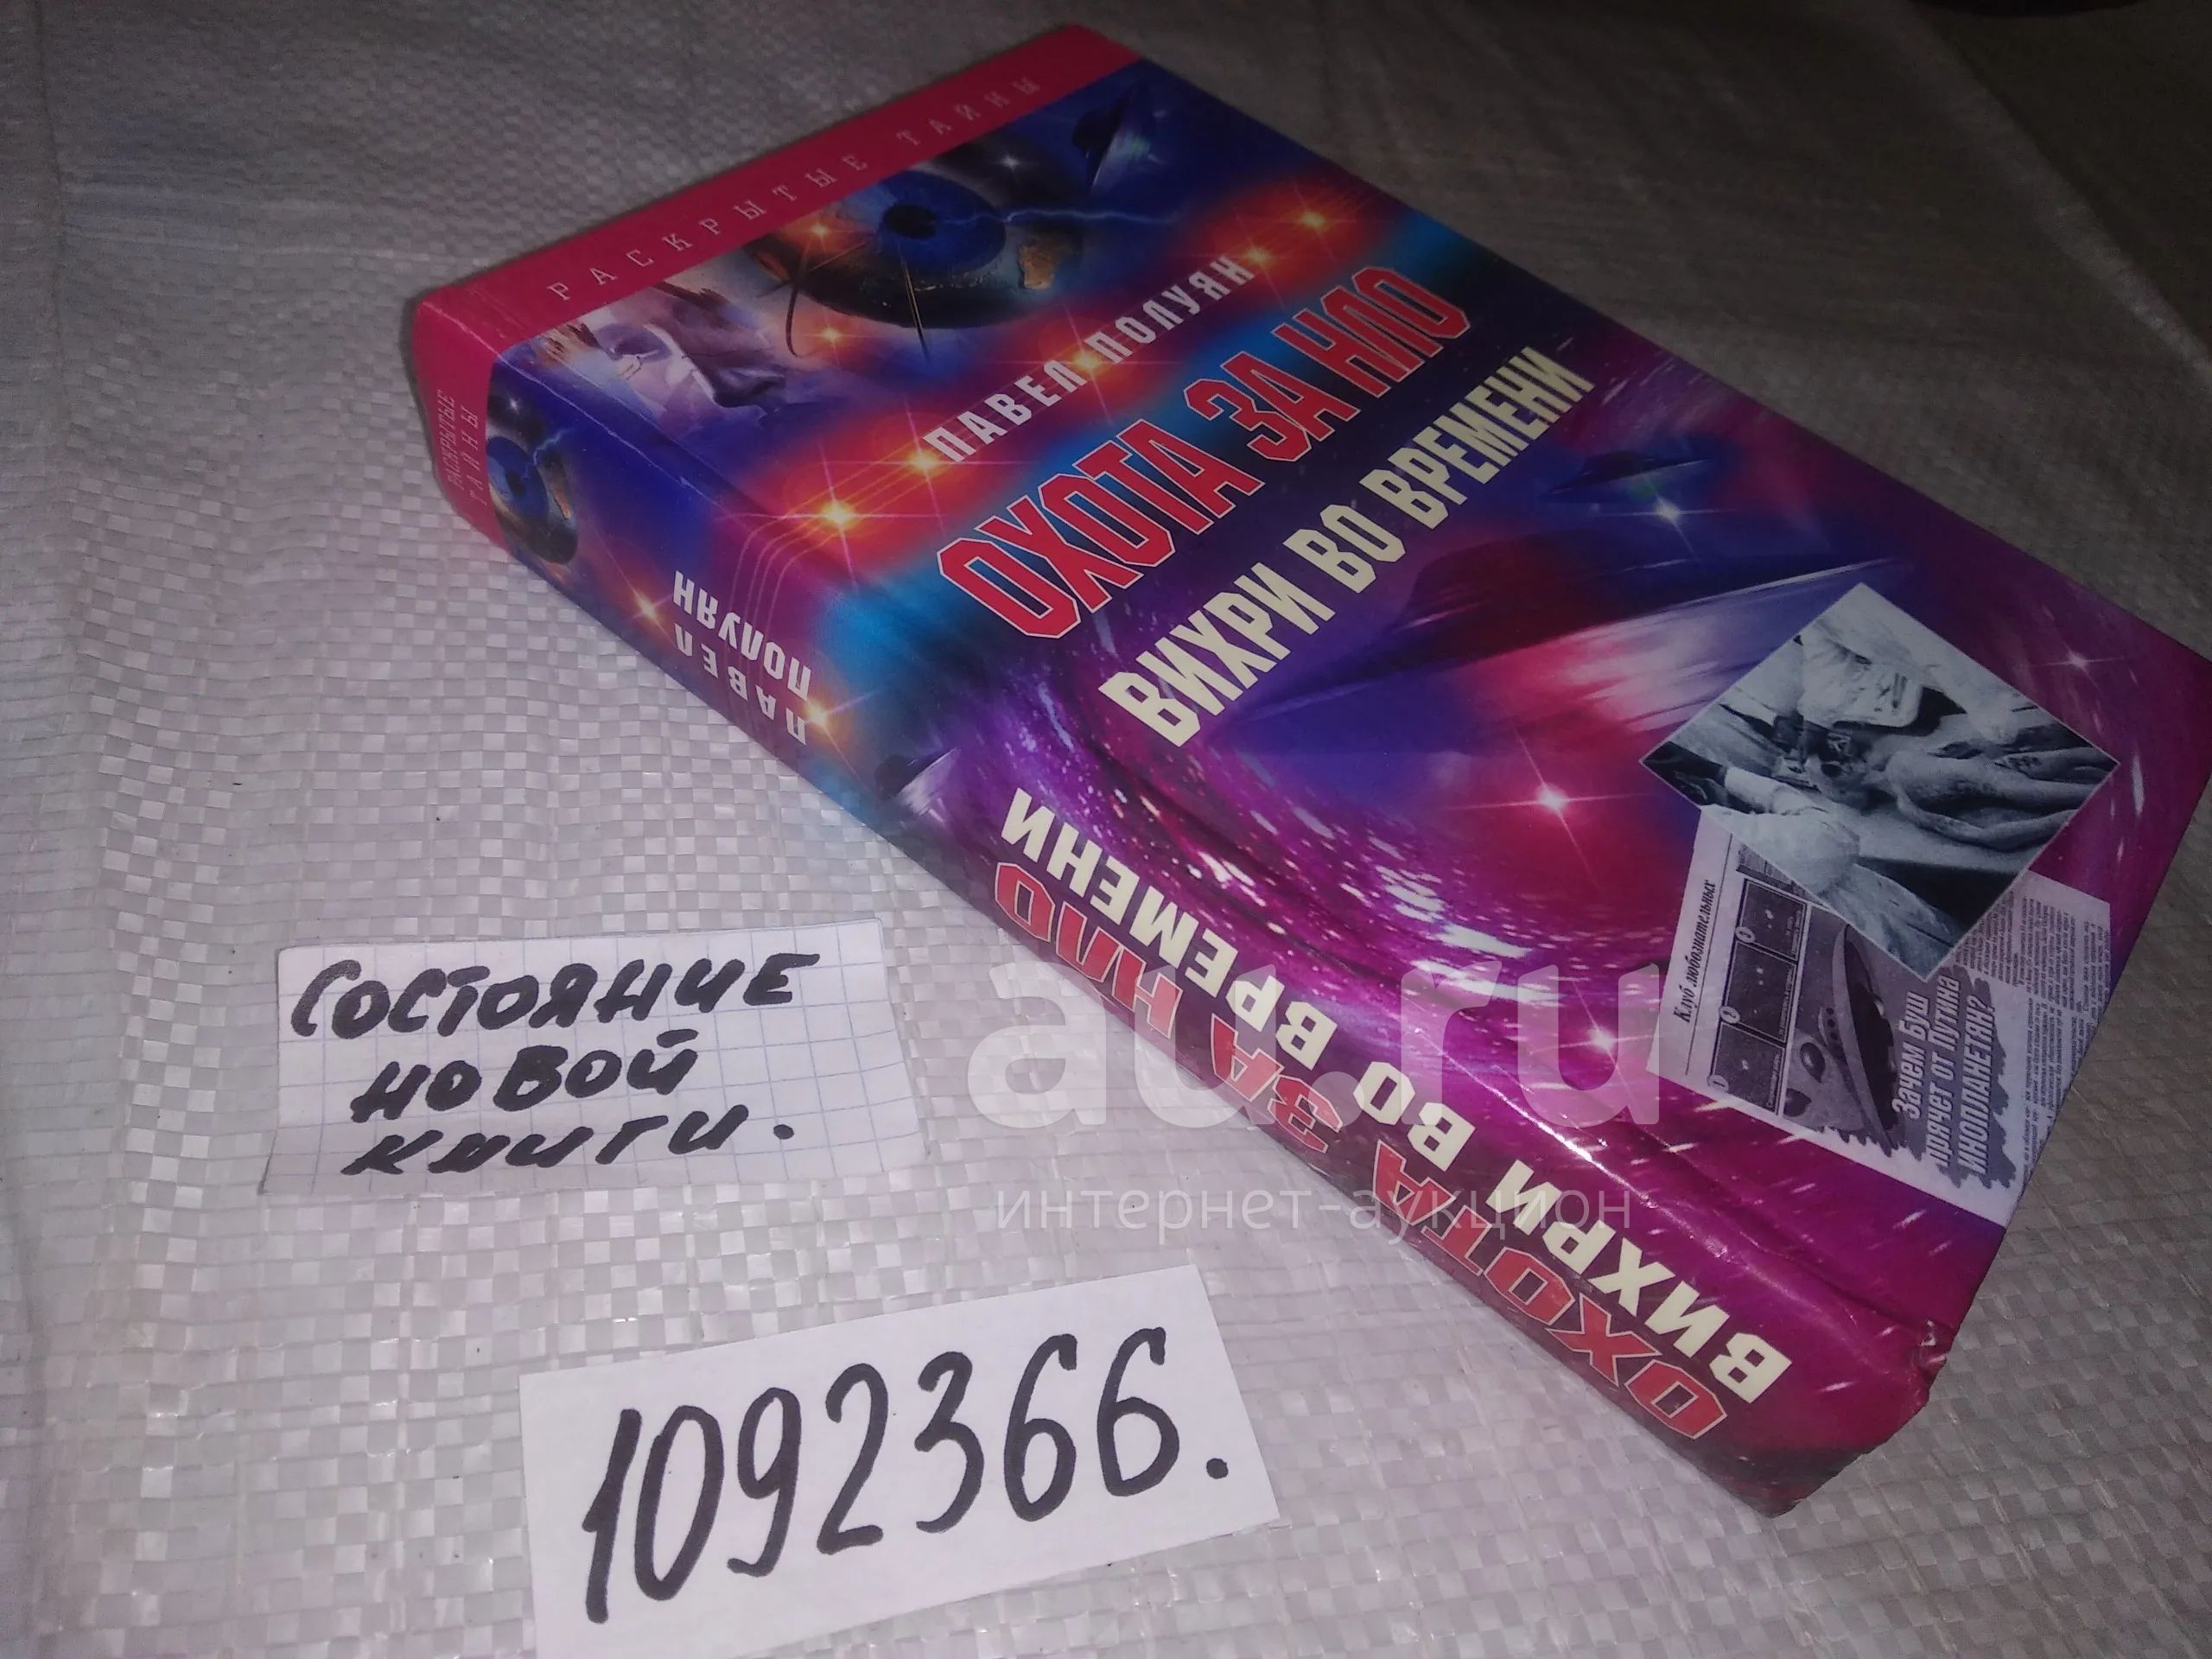 РАСКРЫТЫЕ ТАЙНЫ
ПАВЕЛ ПОЛУЯН
ОХОТА ЗА НЛО
ВИХРИ ВО ВРЕМЕНИ
Клуб любознательных
Зачем Буш
прячет от Путина
ИНОПЛАНЕТЯН?
РАСКРЫТЫЕ
ТАЙНЫ
ПАВЕЛ
ПОЛУЯН
ОХОТА ЗА НЛО
ВИХРИ ВО ВРЕМЕНИ
au.ru
интернет-аукцион
СОСТОЯНИЕ
НОВОЙ
КНИГИ.
1092366.